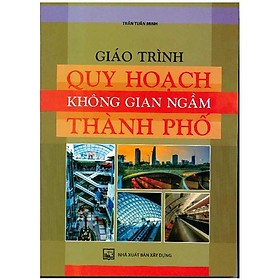 TRẦN TUẤN MINH
GIÁO TRÌNH
QUY HOẠCH
KHÔNG GIAN NGẦM
THÀNH PHỐ
NHÀ XUẤT BẢN XÂY DỰNG